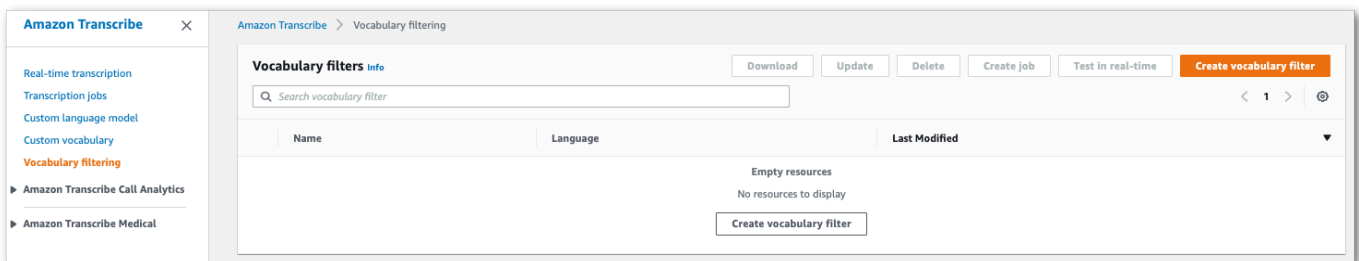 Amazon Transcribe
Real-time transcription
Transcription jobs
Custom language model
Custom vocabulary
Vocabulary filtering
Amazon Transcribe Call Analytics
Amazon Transcribe Medical
Amazon Transcribe > Vocabulary filtering
Vocabulary filters Info
Download Update Delete Create job Test in real-time Create vocabulary filter
Search vocabulary filter
< 1 >
Name Language Last Modified
Empty resources
No resources to display
Create vocabulary filter